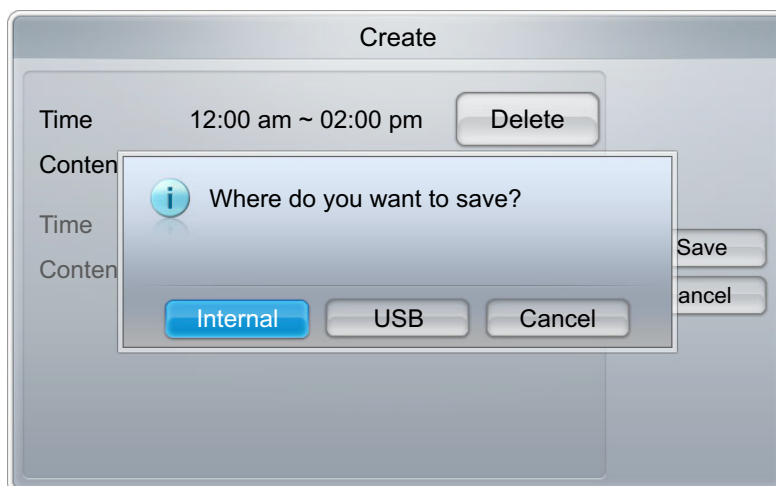 Create
Time 12:00 am ~ 02:00 pm Delete
Conten
Where do you want to save?
Time
Save
Conten
ancel
Internal USB Cancel